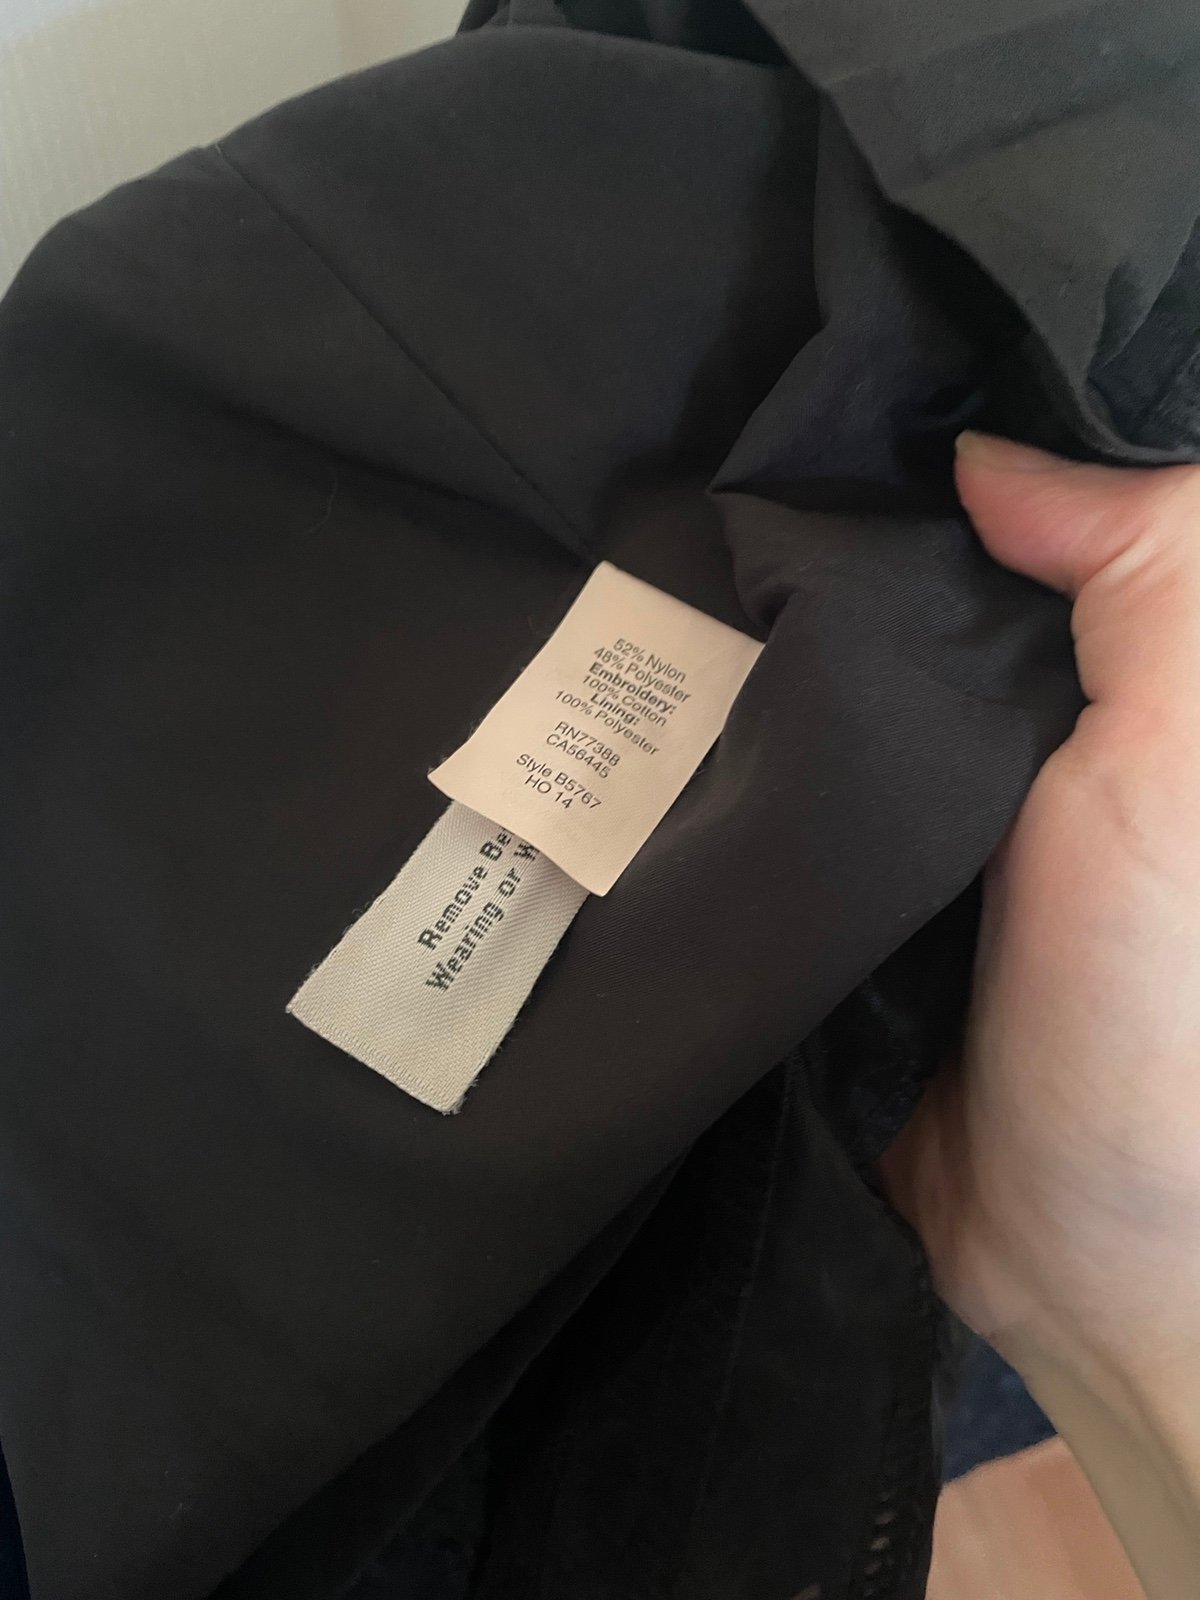 52% Nylon
48% Polyester
Embroidery:
100% Cotton
Lining:
100% Polyester
RN77388
CA56445
Style B5767
HO 14
Remove
Wearing or